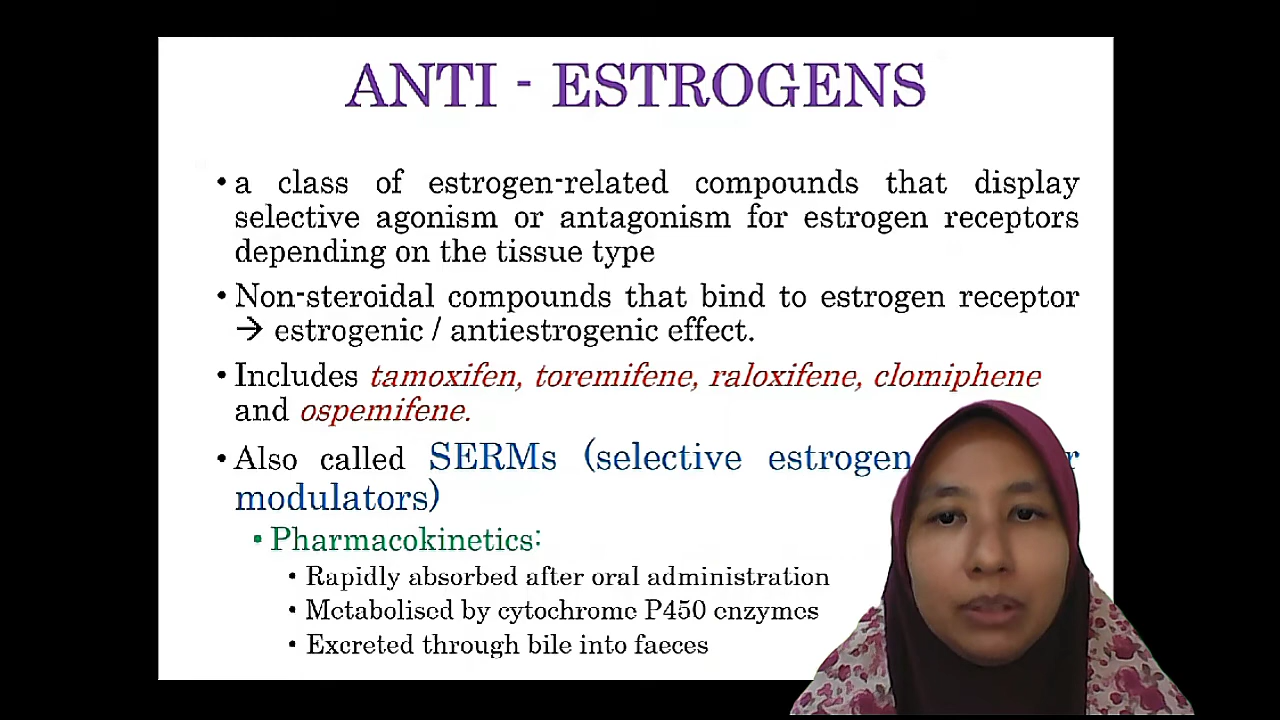 ANTI - ESTROGENS
• a class of estrogen-related compounds that display
selective agonism or antagonism for estrogen receptors
depending on the tissue type
• Non-steroidal compounds that bind to estrogen receptor
→ estrogenic / antiestrogenic effect.
• Includes tamoxifen, toremifene, raloxifene, clomiphene
and ospemifene.
• Also called SERMs (selective estrogen
modulators)
• Pharmacokinetics:
• Rapidly absorbed after oral administration
• Metabolised by cytochrome P450 enzymes
• Excreted through bile into faeces